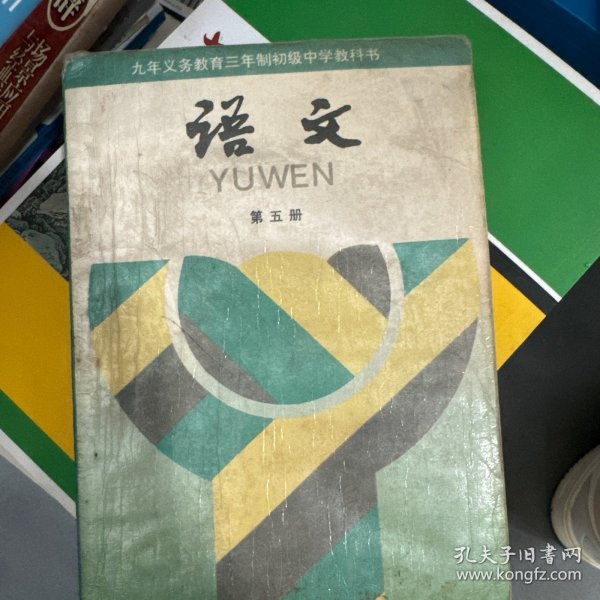 九年义务教育三年制初级中学教科书
语文
YUWEN
第五册
孔夫子旧书网
www.kongfz.com